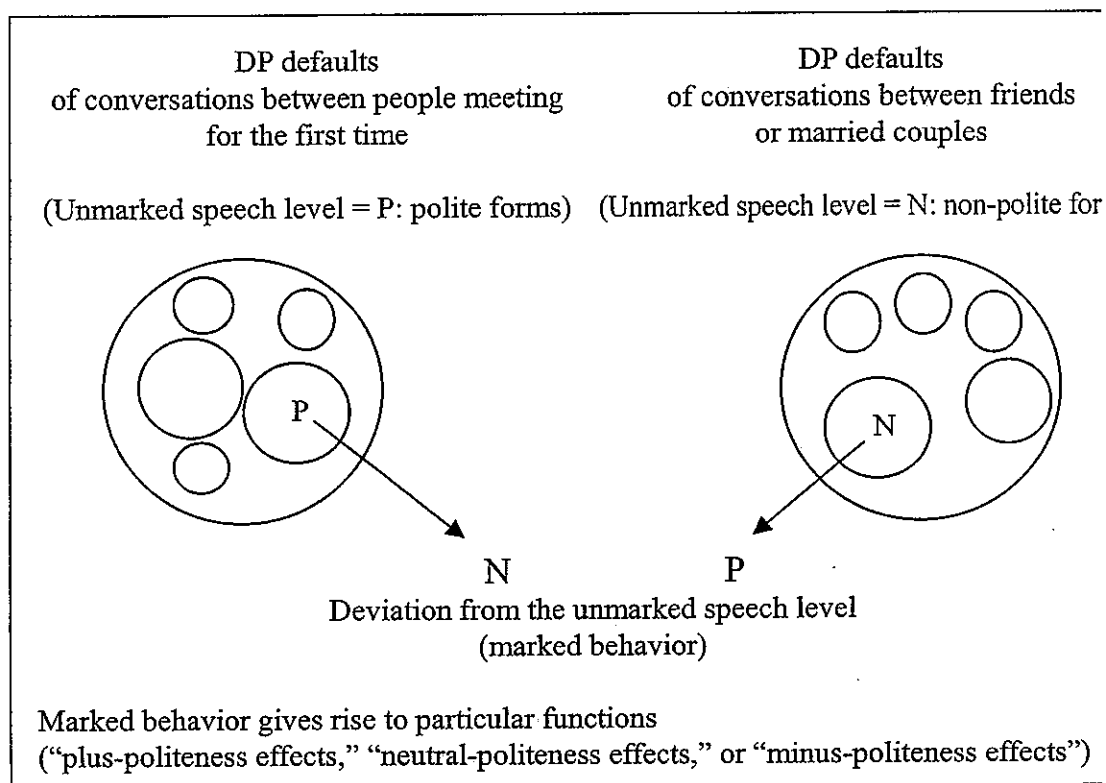 DP defaults
of conversations between people meeting
for the first time
DP defaults
of conversations between friends
or married couples
(Unmarked speech level = P: polite forms)
(Unmarked speech level = N: non-polite for
P
N
N
P
Deviation from the unmarked speech level
(marked behavior)
Marked behavior gives rise to particular functions
(“plus-politeness effects,” “neutral-politeness effects,” or “minus-politeness effects”)